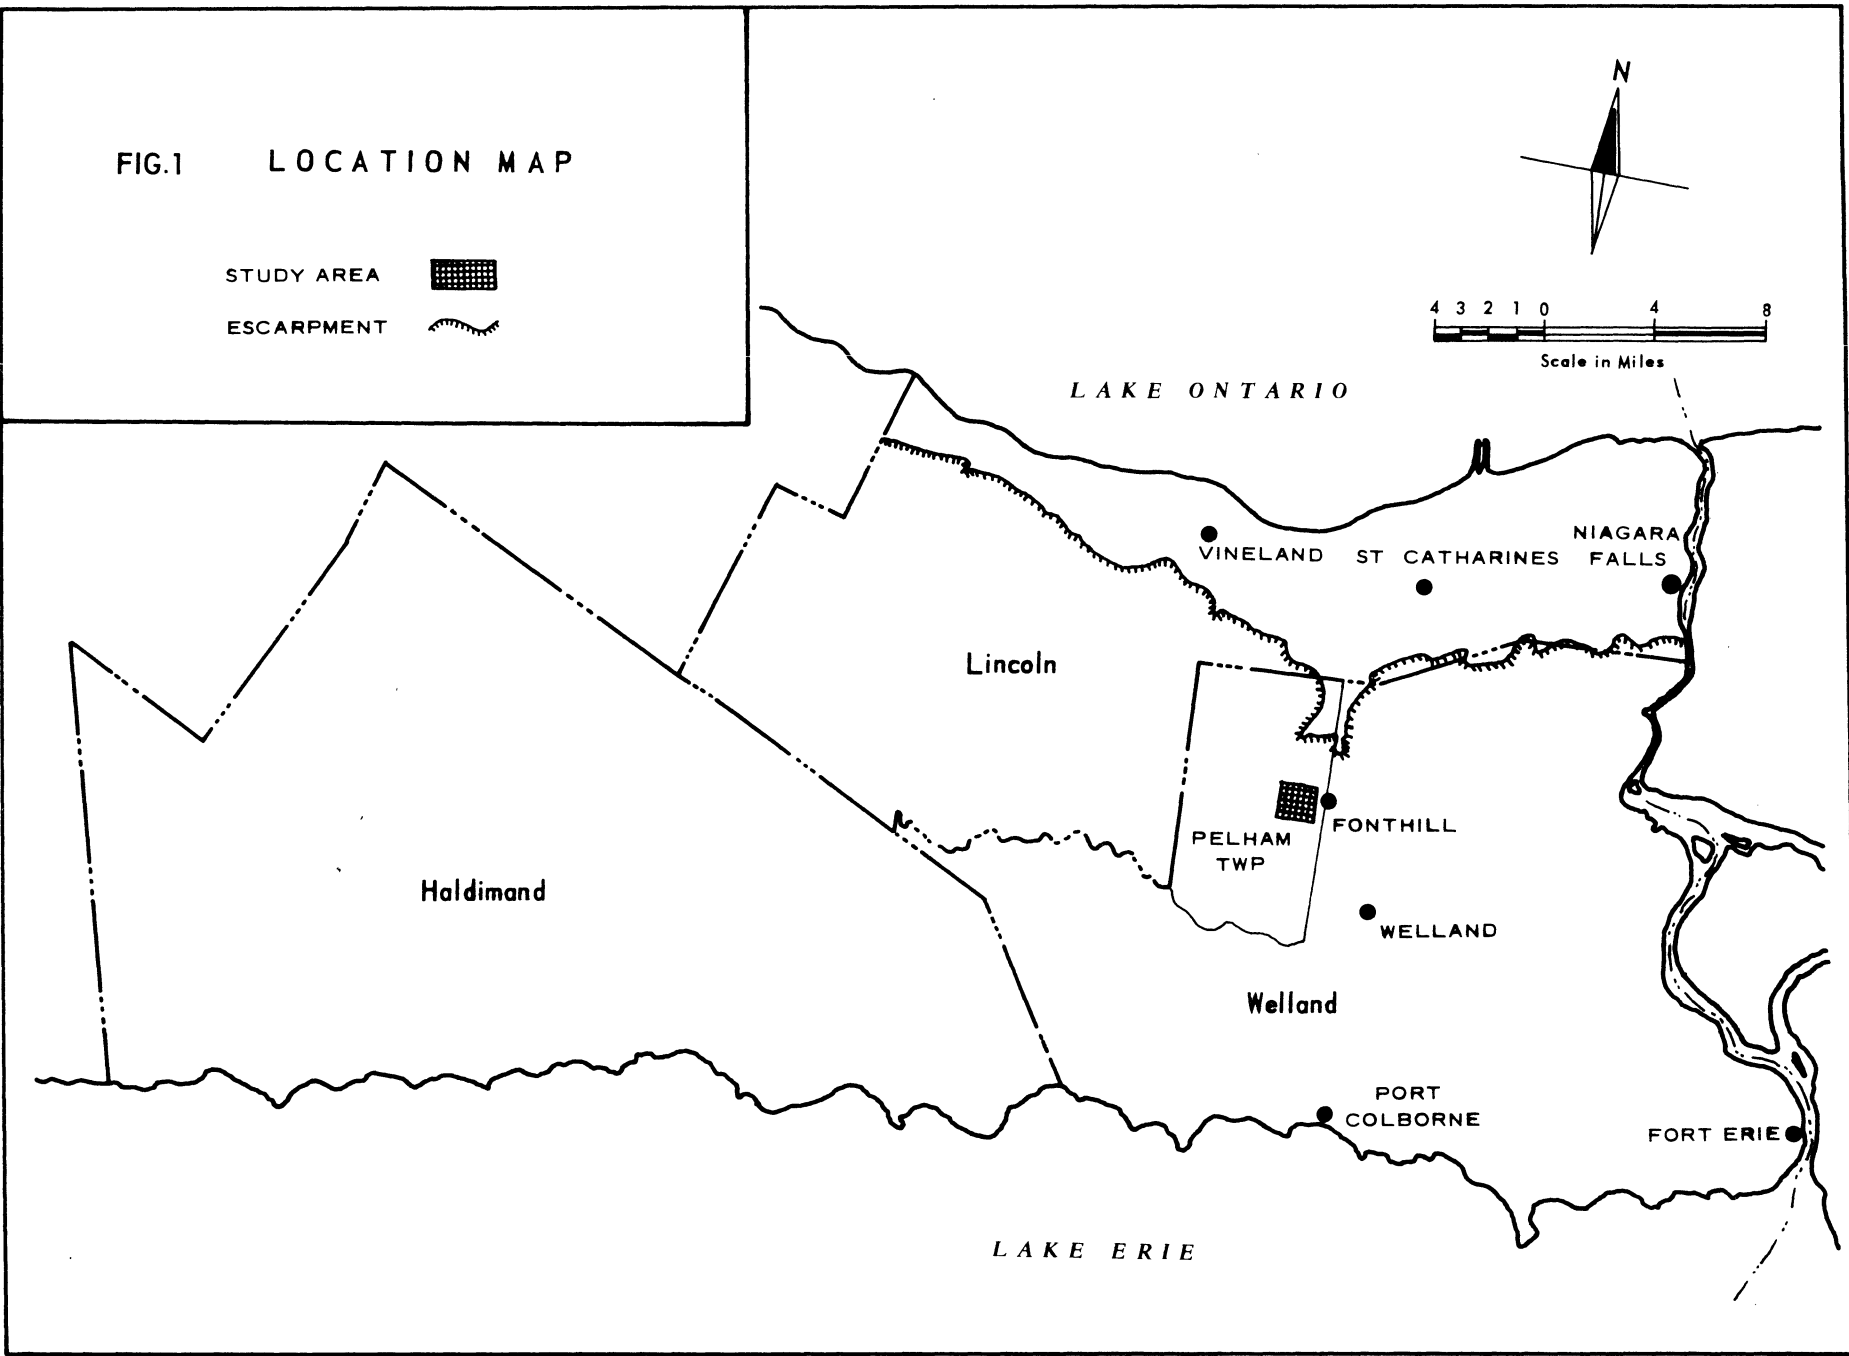 FIG.1 LOCATION MAP
STUDY AREA
ESCARPMENT
N
4 3 2 1 0 4 8
Scale in Miles
LAKE ONTARIO
NIAGARA
FALLS
VINELAND
ST CATHARINES
Lincoln
FONTHILL
PELHAM
TWP
Haldimand
WELLAND
Welland
PORT
COLBORNE
FORT ERIE
LAKE ERIE